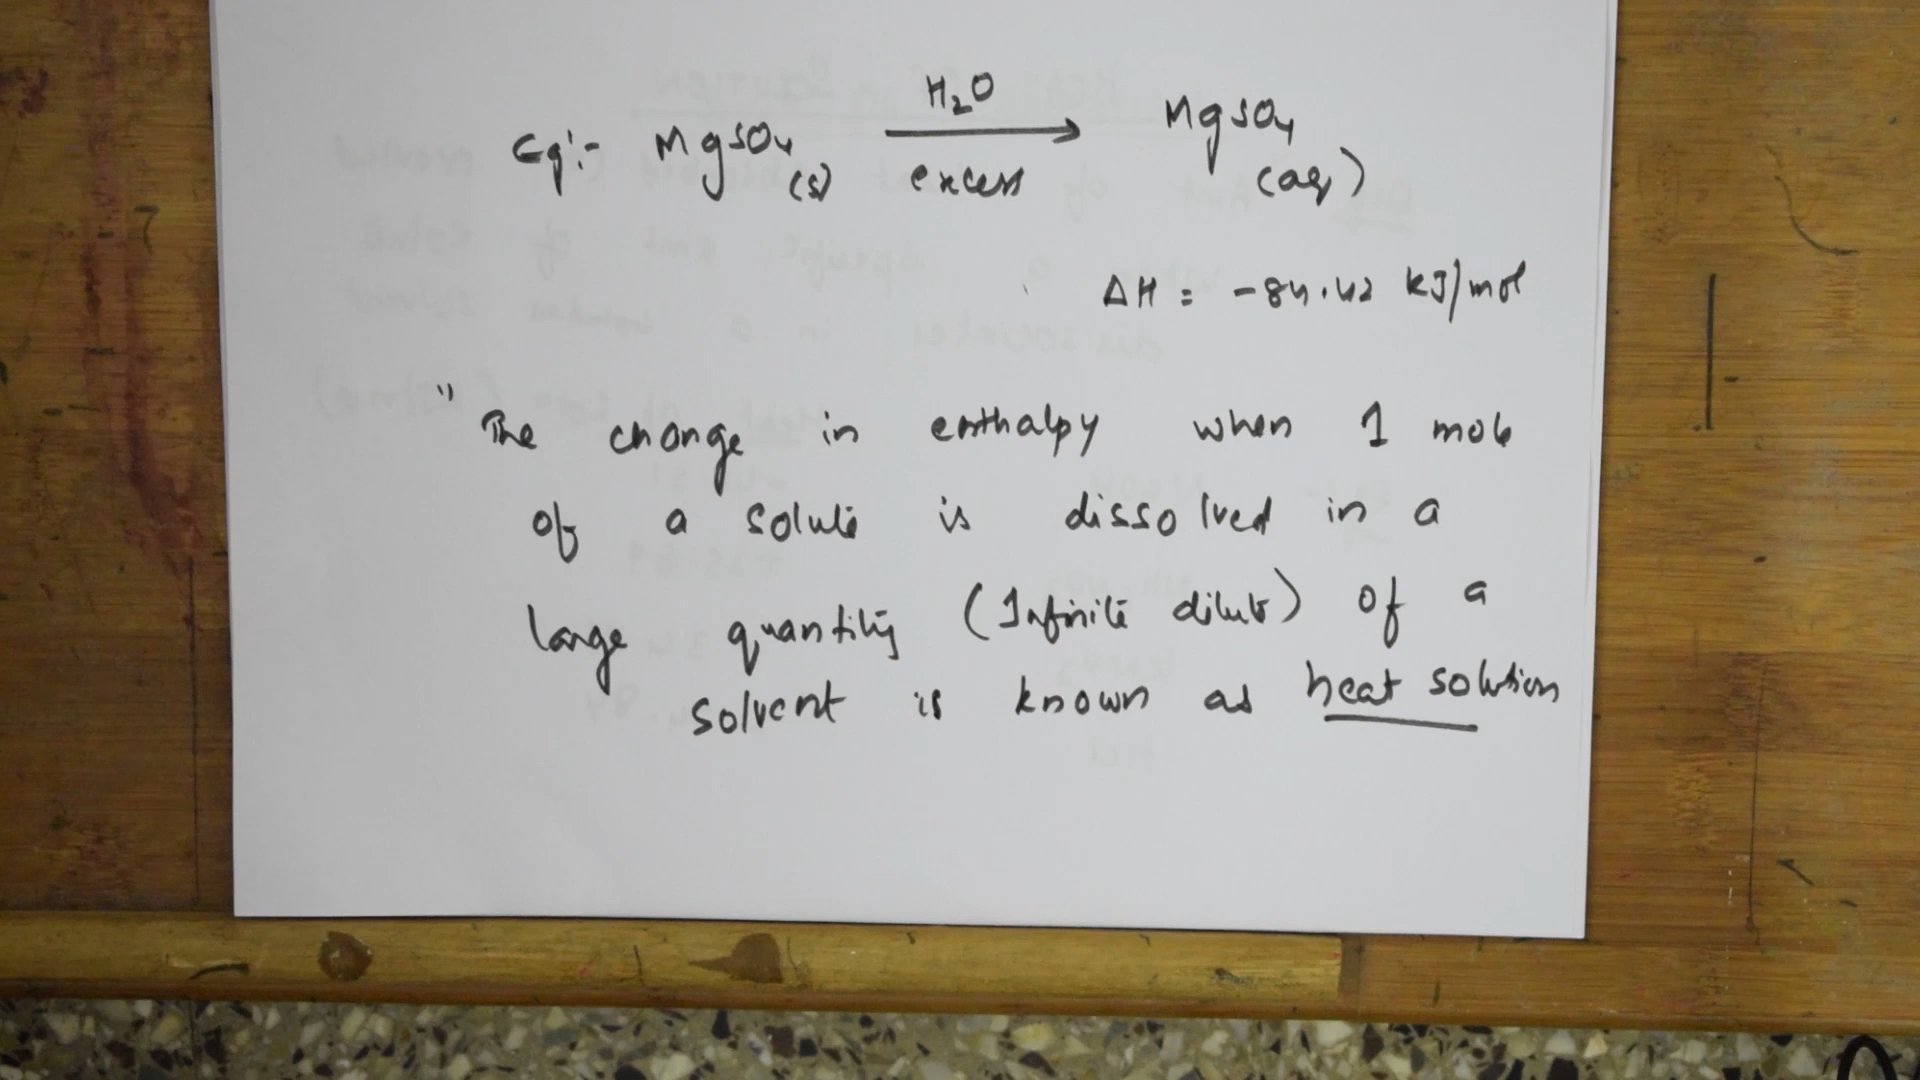 Eg:- MgSO4 (s) H2O excess → MgSO4 (aq)
ΔH = -84.42 kJ/mol
" The change in enthalpy when 1 mole
of a solute is dissolved in a
large quantity (Infinite dilute) of a
solvent is known as heat solution